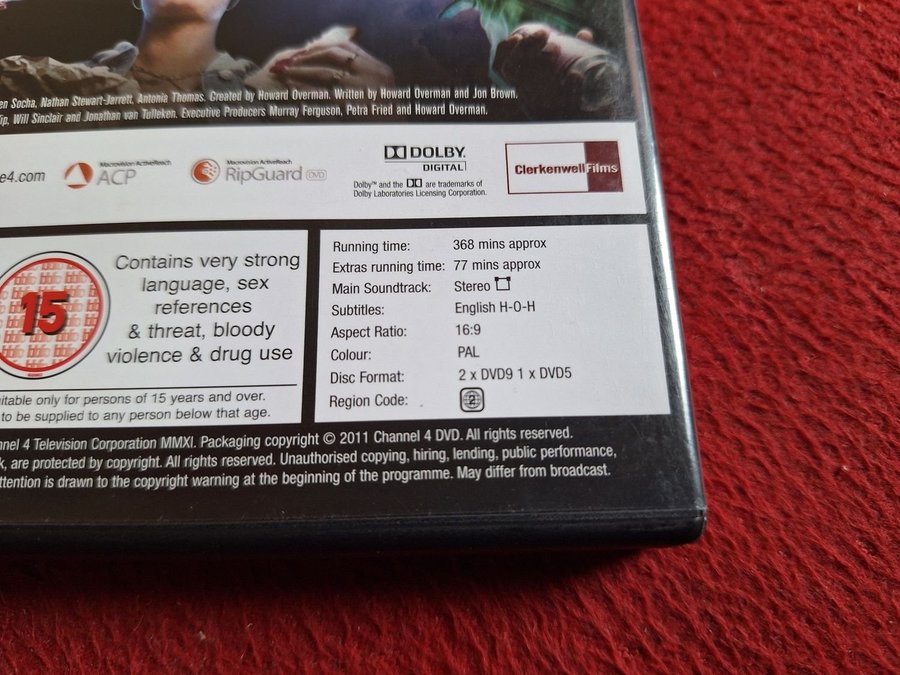 en Socha, Nathan Stewart-Jarrett, Antonia Thomas. Created by Howard Overman. Written by Howard Overman and Jon Brown.
Will Sinclair and Jonathan van Tulleken. Executive Producers Murray Ferguson, Petra Fried and Howard Overman.
e4.com
Macrovision ActiveReach
ACP
Macrovision ActiveReach
RipGuard DVD
DOLBY.
DIGITAL
Dolby™ and the are trademarks of
Dolby Laboratories Licensing Corporation.
Clerkenwell Films
15
Contains very strong
language, sex
references
& threat, bloody
violence & drug use
itable only for persons of 15 years and over.
to be supplied to any person below that age.
Running time: 368 mins approx
Extras running time: 77 mins approx
Main Soundtrack: Stereo
Subtitles: English H-O-H
Aspect Ratio: 16:9
Colour: PAL
Disc Format: 2 x DVD9 1 x DVD5
Region Code: 2
nnel 4 Television Corporation MMXI. Packaging copyright © 2011 Channel 4 DVD. All rights reserved.
k, are protected by copyright. All rights reserved. Unauthorised copying, hiring, lending, public performance,
ttention is drawn to the copyright warning at the beginning of the programme. May differ from broadcast.